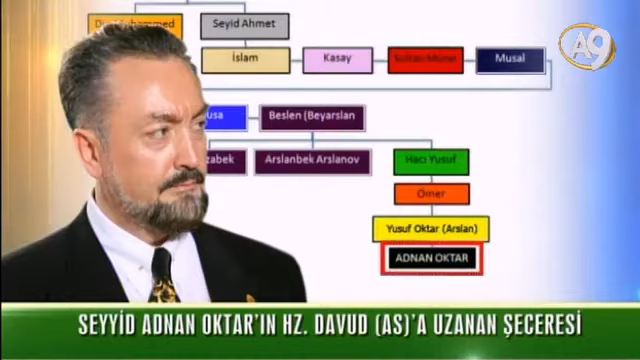 Seyid Ahmet
A9
İslam
Kasay
Sultan Münet
Musal
Beslen (Beyarslan
Arslanbek Arslanov
Hacı Yusuf
Ömer
Yusuf Oktar (Arslan)
ADNAN OKTAR
SEYYİD ADNAN OKTAR'IN HZ. DAVUD (AS)'A UZANAN ŞECERESİ